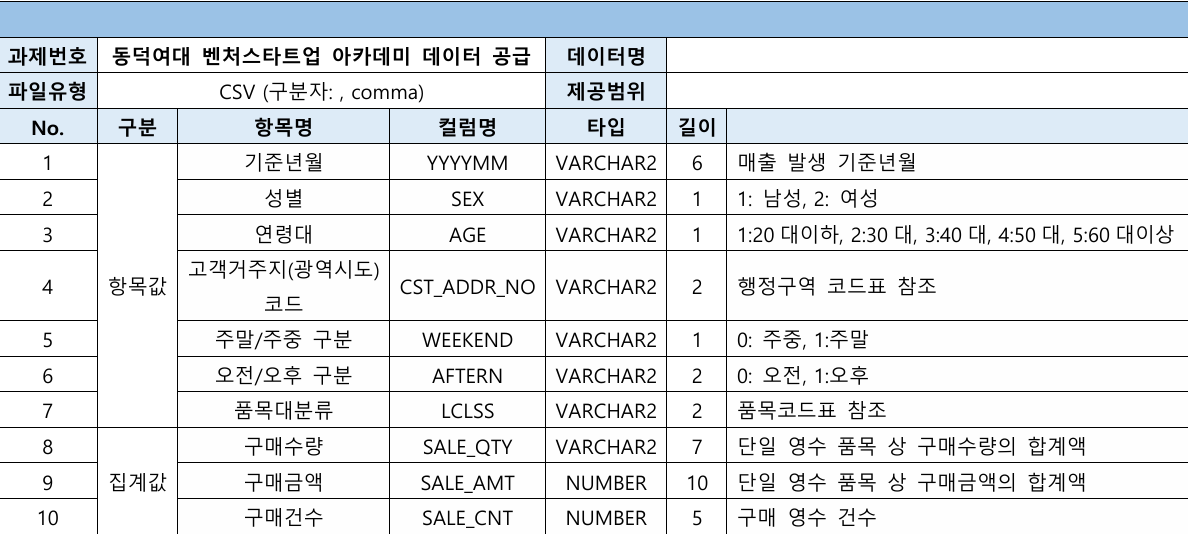 과제번호 동덕여대 벤처스타트업 아카데미 데이터 공급 데이터명
파일유형 CSV (구분자: , comma) 제공범위
No. 구분 항목명 컬럼명 타입 길이
1 기준년월 YYYYMM VARCHAR2 6 매출 발생 기준년월
2 성별 SEX VARCHAR2 1 1: 남성, 2: 여성
3 연령대 AGE VARCHAR2 1 1:20 대이하, 2:30 대, 3:40 대, 4:50 대, 5:60 대이상
4 항목값 고객거주지(광역시도) CST_ADDR_NO VARCHAR2 2 행정구역 코드표 참조
코드
5 주말/주중 구분 WEEKEND VARCHAR2 1 0: 주중, 1:주말
6 오전/오후 구분 AFTERN VARCHAR2 2 0: 오전, 1:오후
7 품목대분류 LCLSS VARCHAR2 2 품목코드표 참조
8 구매수량 SALE_QTY VARCHAR2 7 단일 영수 품목 상 구매수량의 합계액
9 집계값 구매금액 SALE_AMT NUMBER 10 단일 영수 품목 상 구매금액의 합계액
10 구매건수 SALE_CNT NUMBER 5 구매 영수 건수